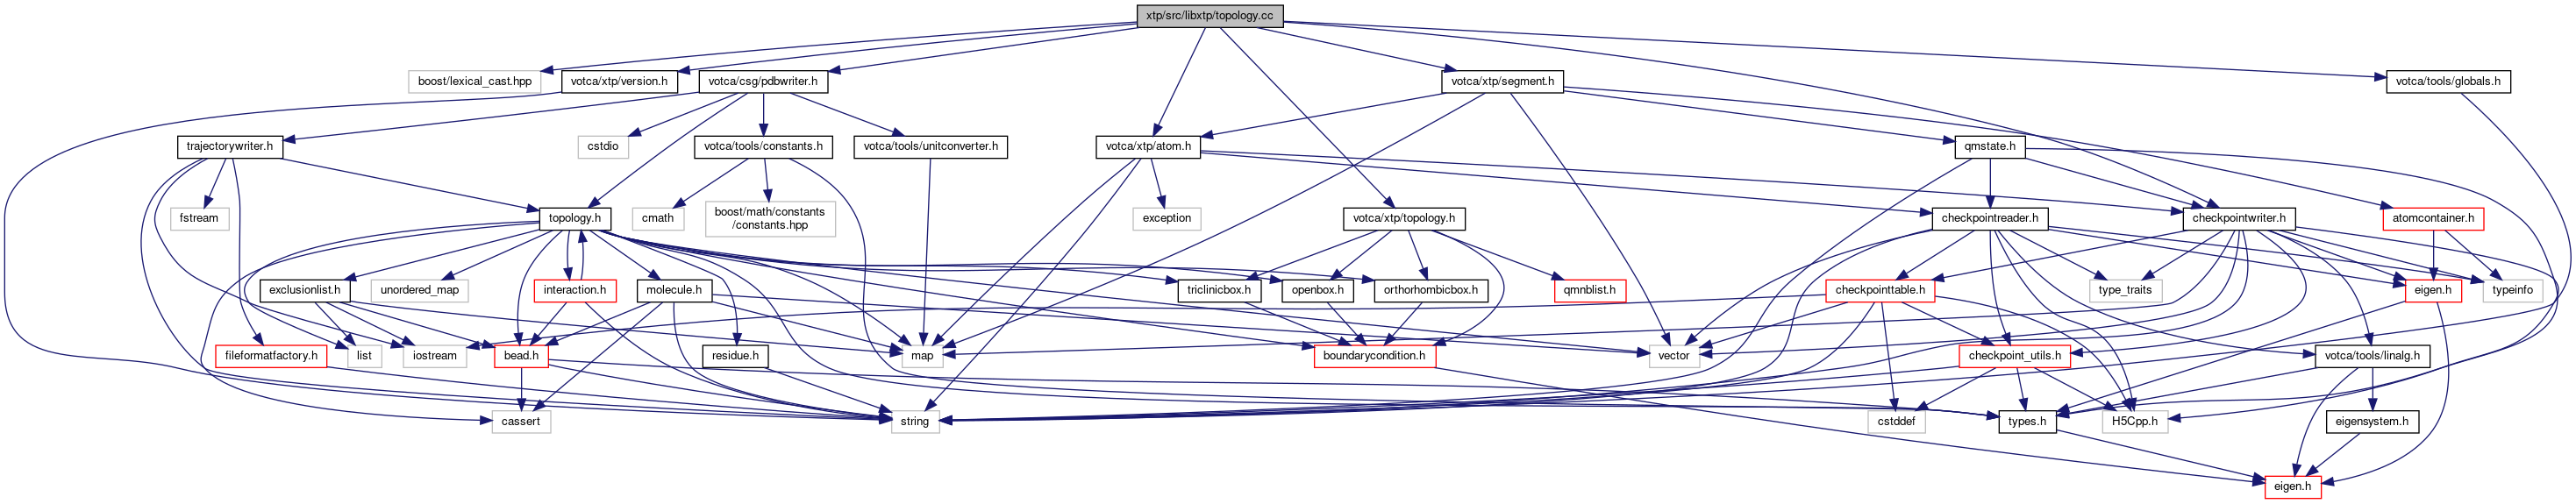 xtp/src/libxtp/topology.cc
boost/lexical_cast.hpp
votca/xtp/version.h
votca/csg/pdbwriter.h
votca/xtp/segment.h
votca/tools/globals.h
trajectorywriter.h
cstdio
votca/tools/constants.h
votca/tools/unitconverter.h
votca/xtp/atom.h
qmstate.h
fstream
topology.h
cmath
boost/math/constants
/constants.hpp
exception
votca/xtp/topology.h
checkpointreader.h
checkpointwriter.h
atomcontainer.h
exclusionlist.h
unordered_map
interaction.h
molecule.h
triclinicbox.h
openbox.h
orthorhombicbox.h
qmnblist.h
checkpointtable.h
type_traits
eigen.h
typeinfo
fileformatfactory.h
list
iostream
bead.h
residue.h
map
boundarycondition.h
vector
checkpoint_utils.h
votca/tools/linalg.h
cassert
string
cstddef
types.h
H5Cpp.h
eigensystem.h
eigen.h